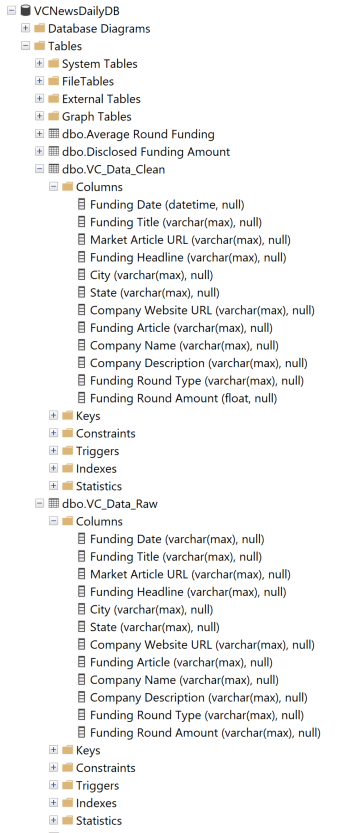 VCNewsDailyDB
Database Diagrams
Tables
System Tables
FileTables
External Tables
Graph Tables
dbo.Average Round Funding
dbo.Disclosed Funding Amount
dbo.VC_Data_Clean
Columns
Funding Date (datetime, null)
Funding Title (varchar(max), null)
Market Article URL (varchar(max), null)
Funding Headline (varchar(max), null)
City (varchar(max), null)
State (varchar(max), null)
Company Website URL (varchar(max), null)
Funding Article (varchar(max), null)
Company Name (varchar(max), null)
Company Description (varchar(max), null)
Funding Round Type (varchar(max), null)
Funding Round Amount (float, null)
Keys
Constraints
Triggers
Indexes
Statistics
dbo.VC_Data_Raw
Columns
Funding Date (varchar(max), null)
Funding Title (varchar(max), null)
Market Article URL (varchar(max), null)
Funding Headline (varchar(max), null)
City (varchar(max), null)
State (varchar(max), null)
Company Website URL (varchar(max), null)
Funding Article (varchar(max), null)
Company Name (varchar(max), null)
Company Description (varchar(max), null)
Funding Round Type (varchar(max), null)
Funding Round Amount (varchar(max), null)
Keys
Constraints
Triggers
Indexes
Statistics